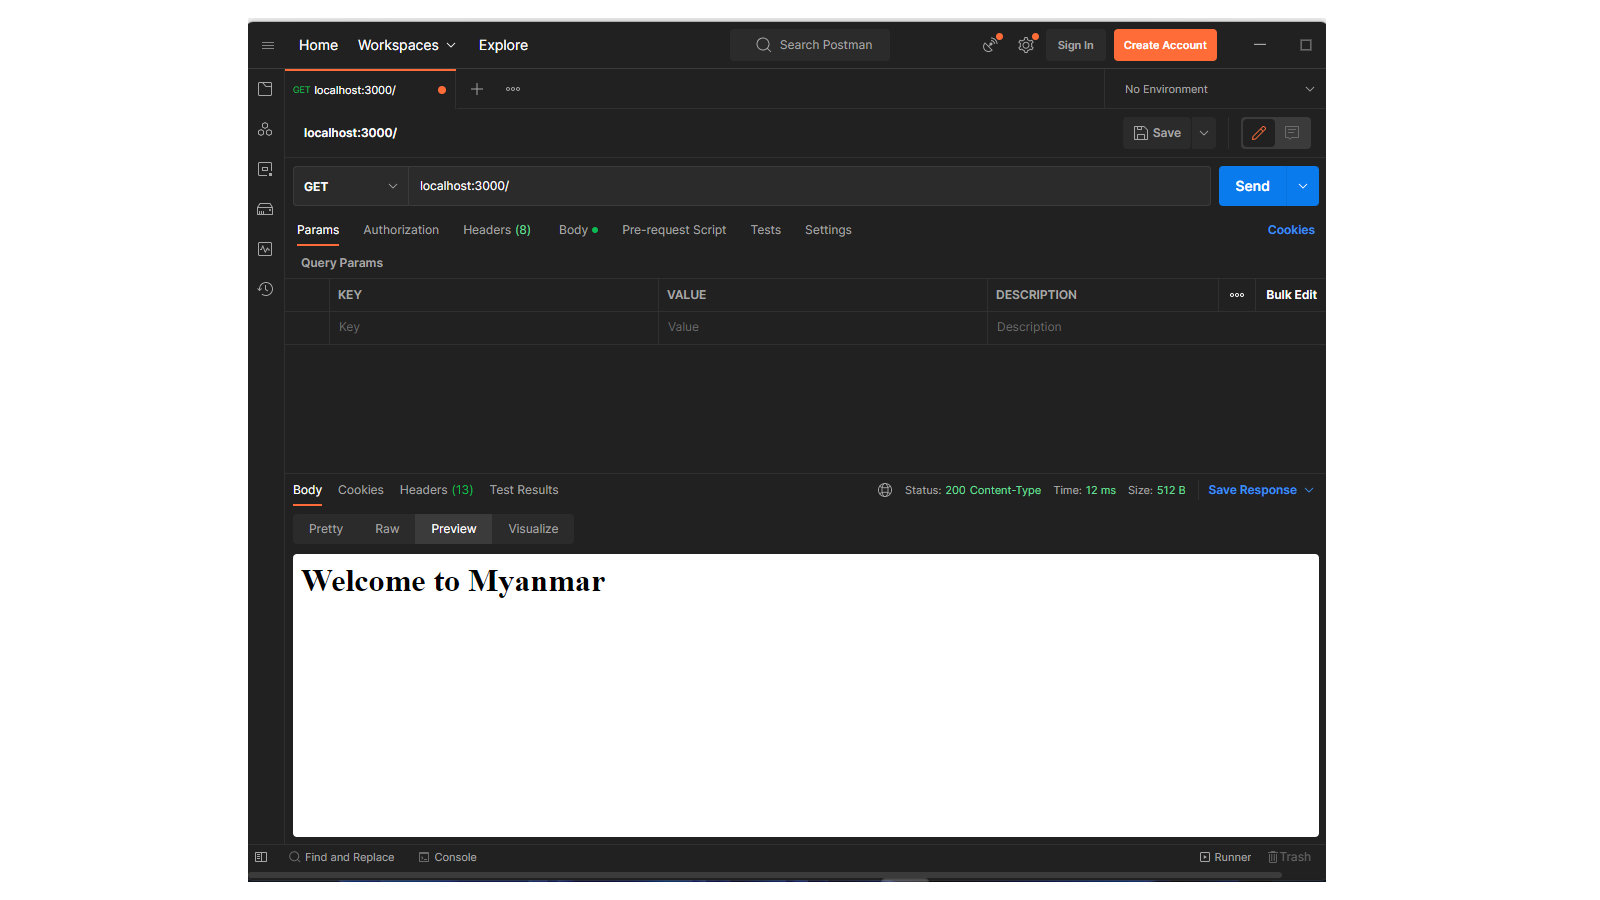 Home Workspaces Explore Search Postman Sign In Create Account
GET localhost:3000/ No Environment
localhost:3000/ Save
GET localhost:3000/ Send
Params Authorization Headers (8) Body Pre-request Script Tests Settings Cookies
Query Params
KEY VALUE DESCRIPTION Bulk Edit
Key Value Description
Body Cookies Headers (13) Test Results Status: 200 Content-Type Time: 12 ms Size: 512 B Save Response
Pretty Raw Preview Visualize
Welcome to Myanmar
Find and Replace Console Runner Trash